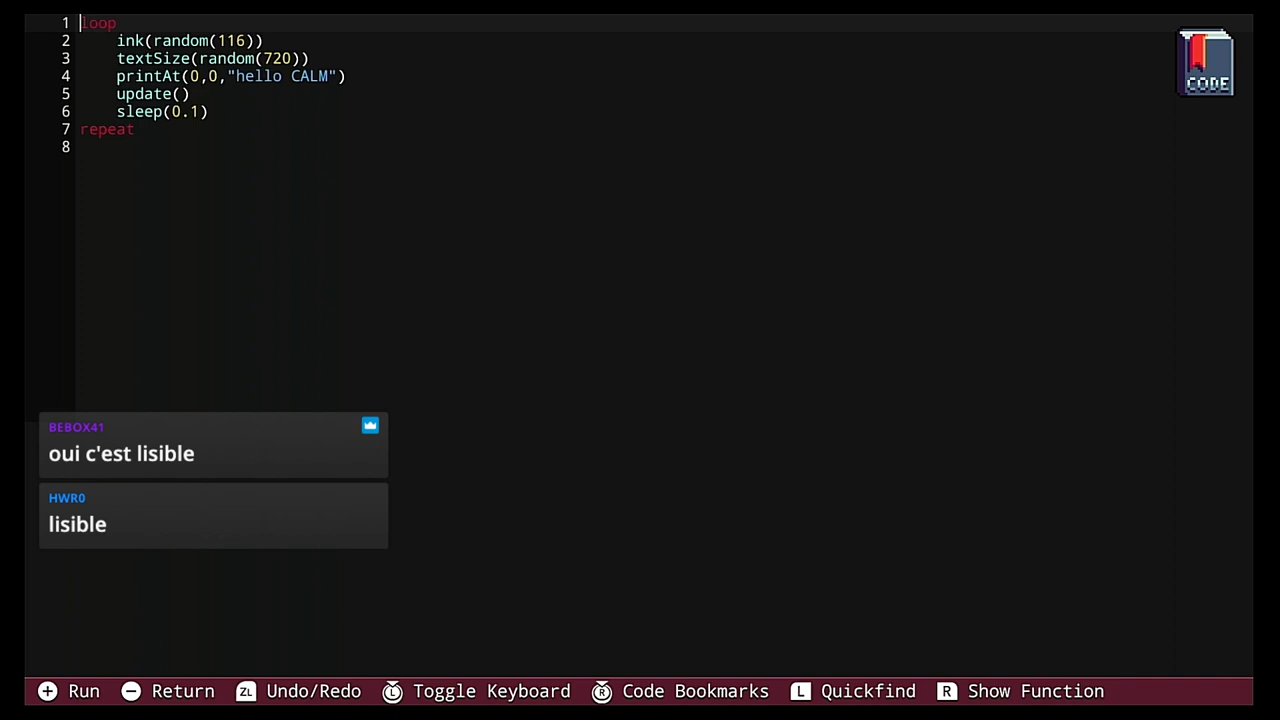 1 loop
2 ink(random(116))
3 textSize(random(720))
4 printAt(0,0,"hello CALM")
5 update()
6 sleep(0.1)
7 repeat
8
CODE
BEBOX41
oui c'est lisible
HWR0
lisible
+ Run - Return ZL Undo/Redo L Toggle Keyboard R Code Bookmarks L Quickfind R Show Function